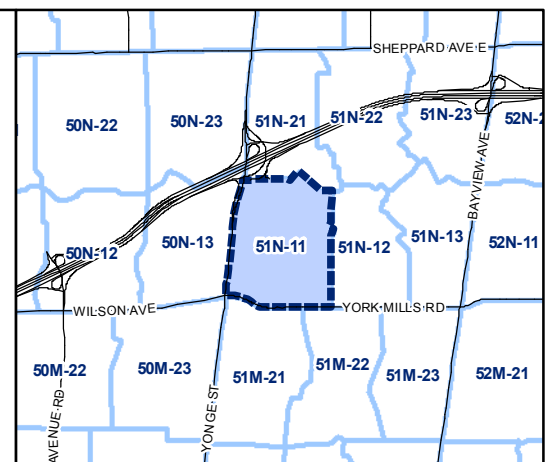 SHEPPARD AVE E
50N-22
50N-23
51N-21
51N-22
51N-23
52N-2
BAYVIEW AVE
50N-12
50N-13
51N-11
51N-12
51N-13
52N-11
WILSON AVE
YORK MILLS RD
50M-22
50M-23
51M-21
51M-22
51M-23
52M-21
AVENUE RD
YONGE ST